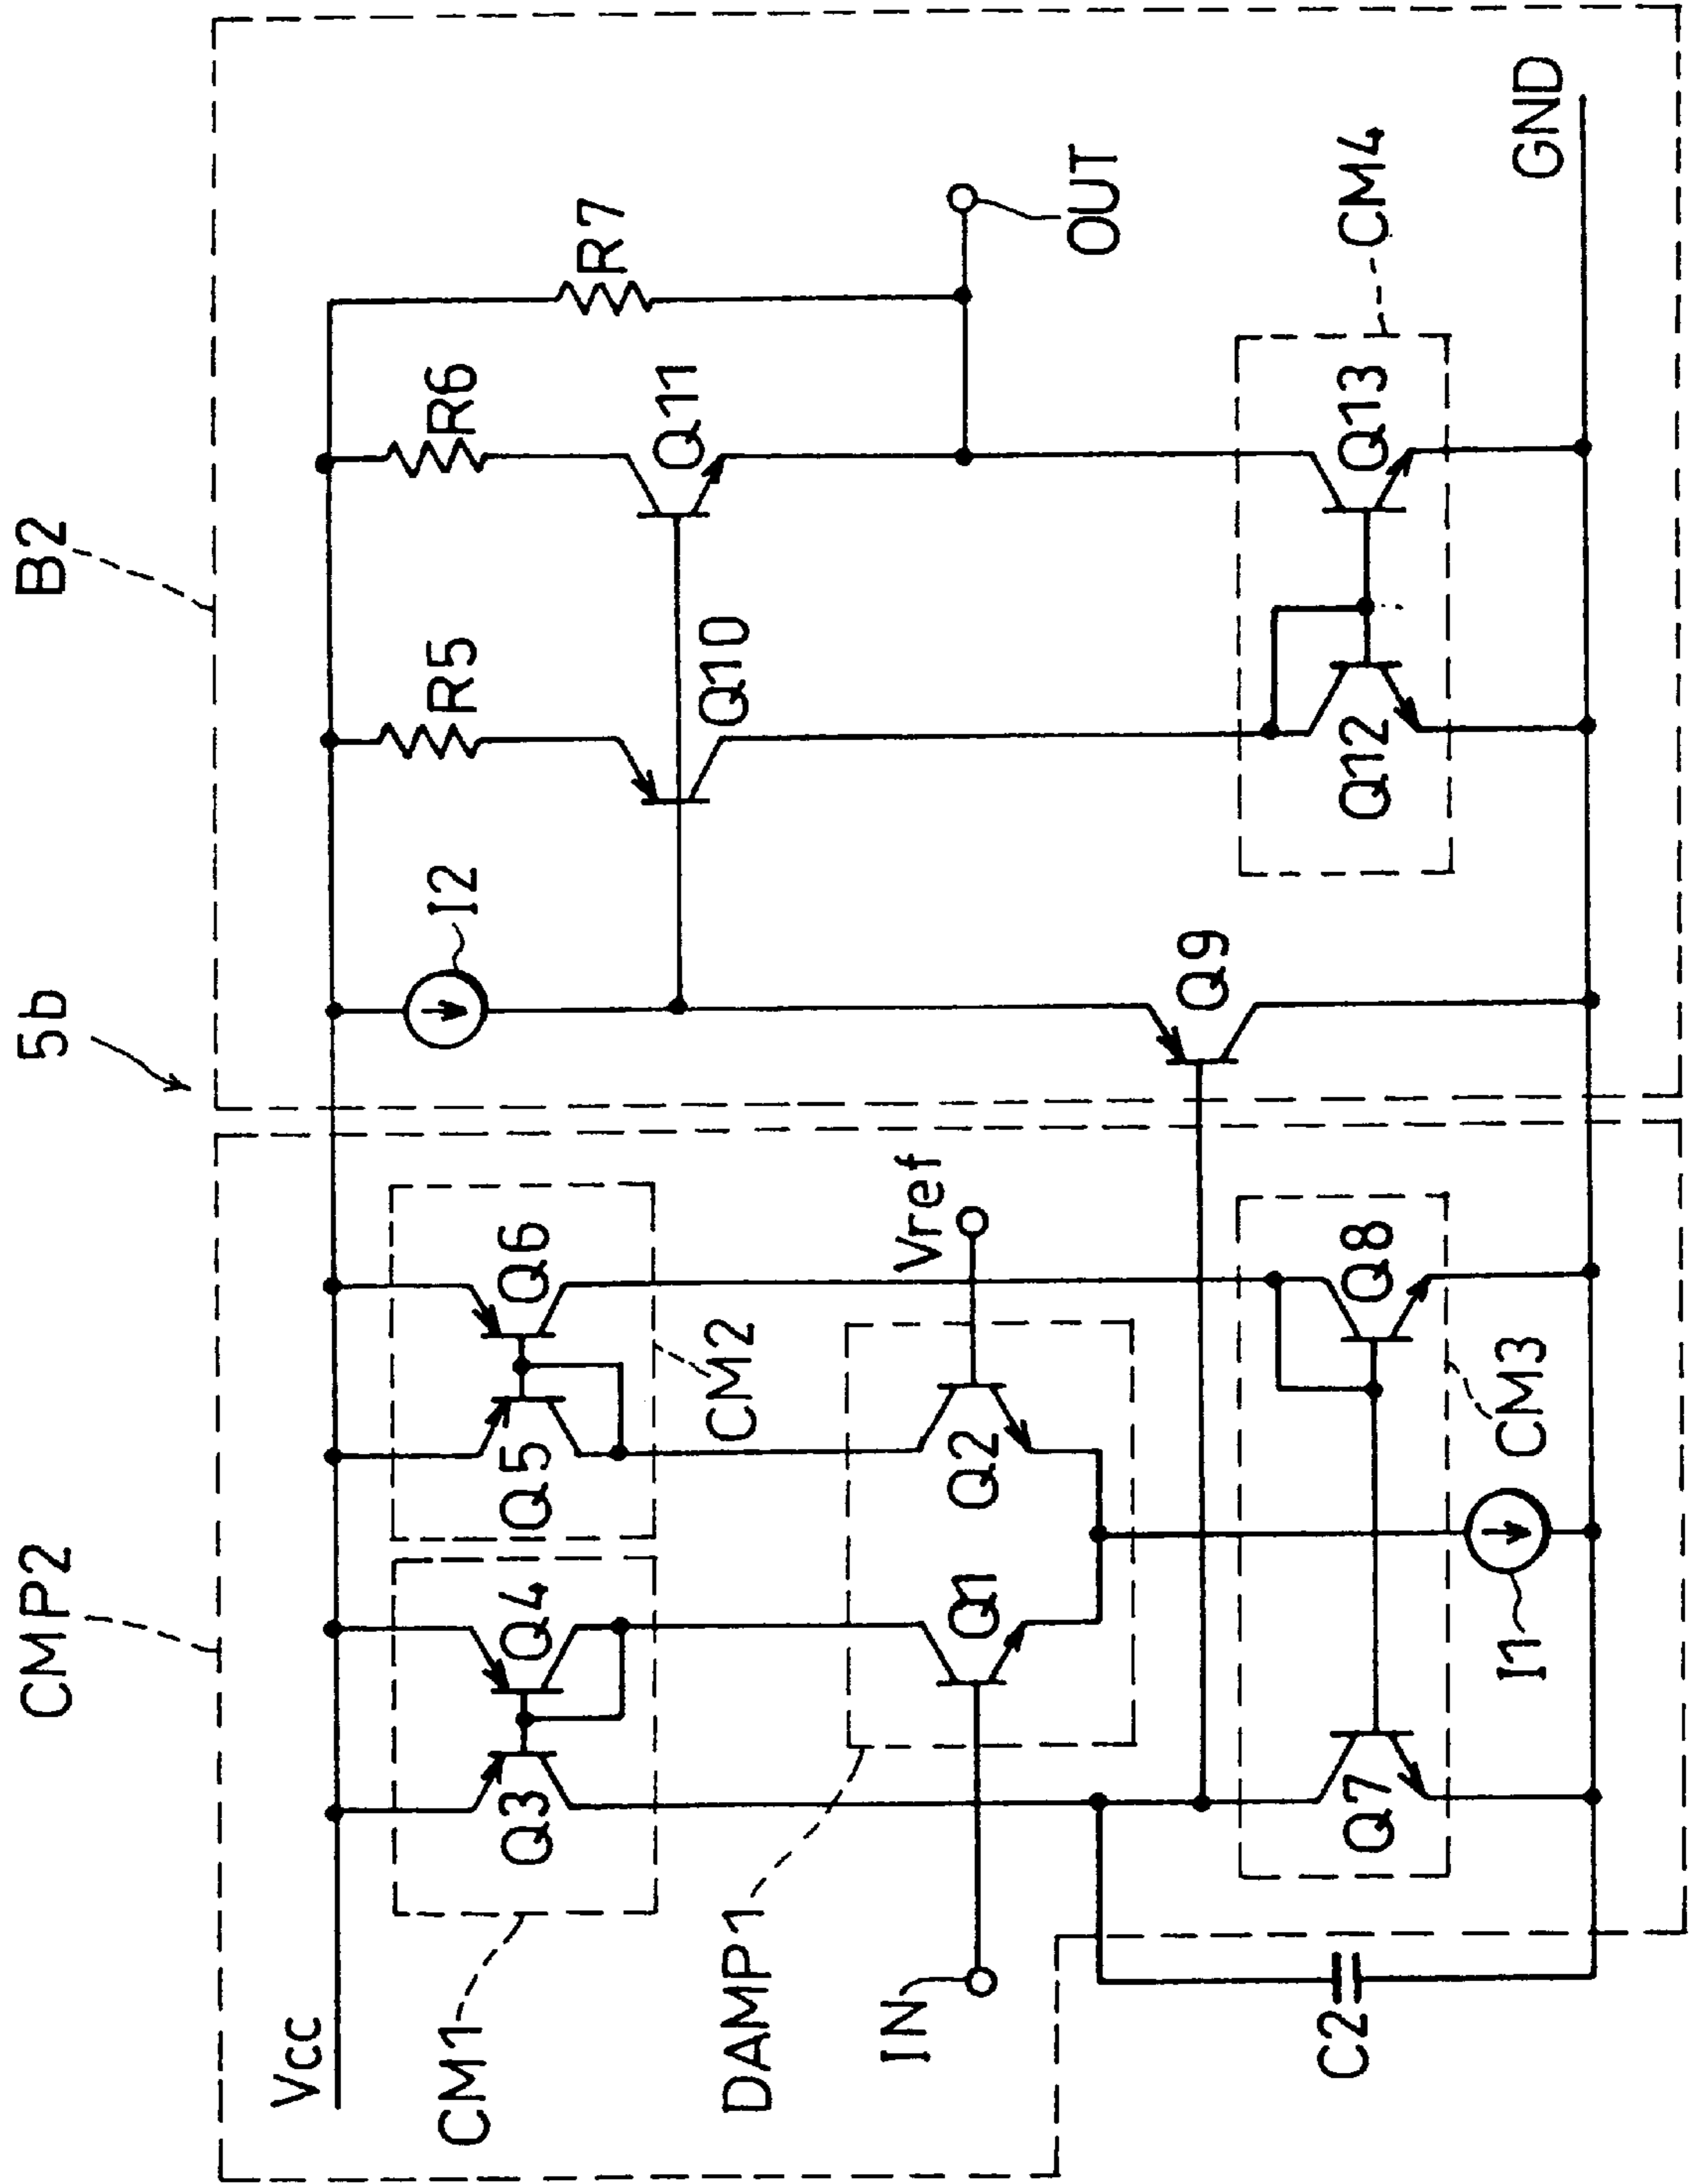 5b
CMP2
B2
Vcc
CM1
Q3
Q4
Q5
Q6
CM2
I2
R5
R6
R7
Q10
Q11
DAMP1
IN
Q1
Q2
Vref
OUT
Q9
C2
Q7
Q8
CM3
I1
Q12
Q13
CM4
GND